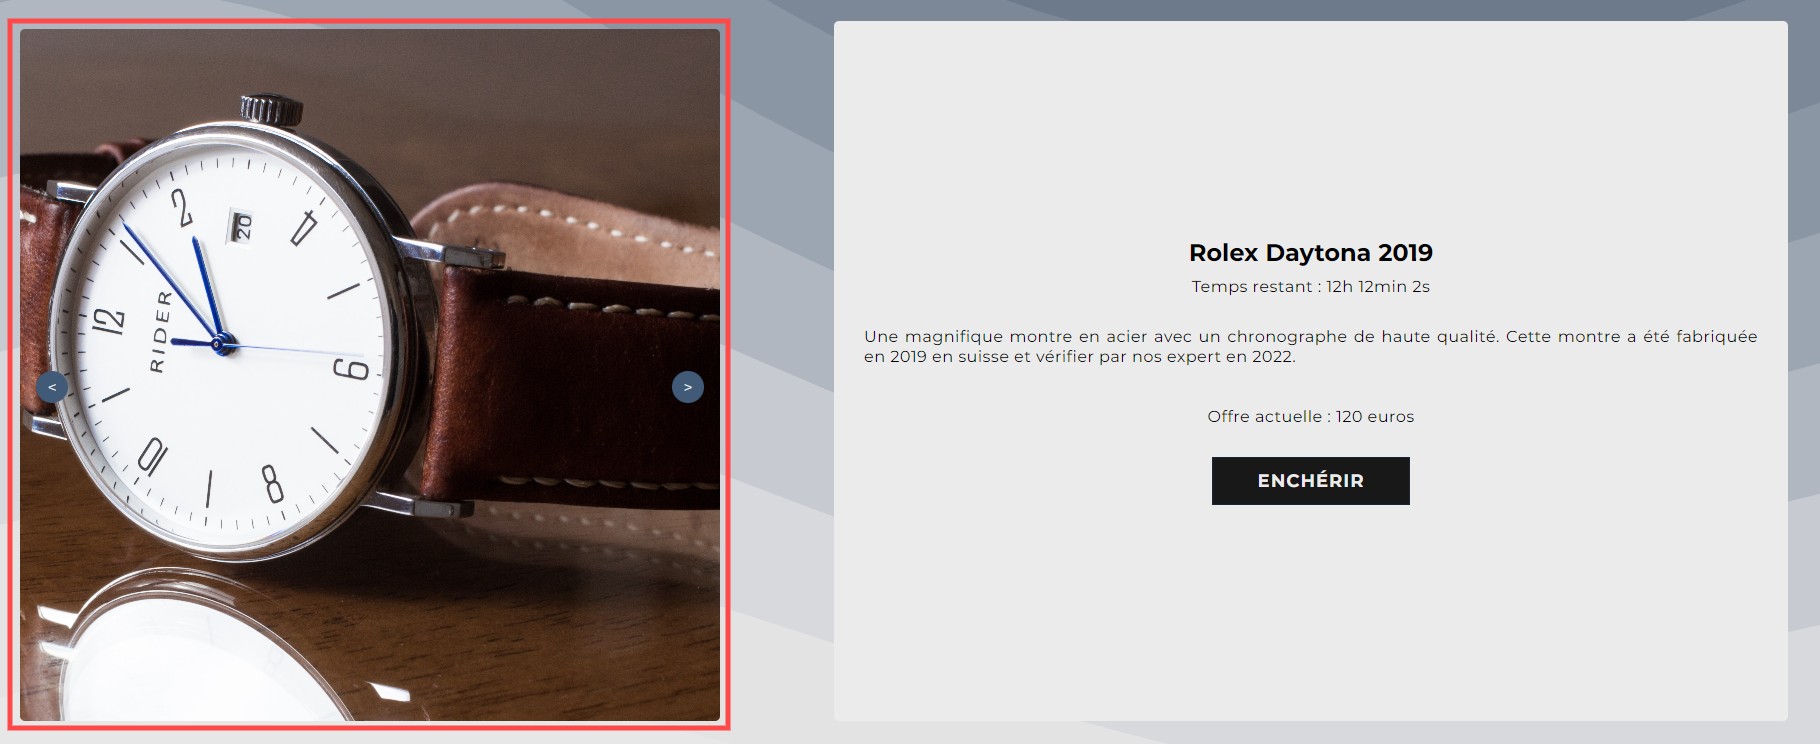 2
4
20
12
RIDER
6
10
8
<
>
Rolex Daytona 2019
Temps restant : 12h 12min 2s
Une magnifique montre en acier avec un chronographe de haute qualité. Cette montre a été fabriquée
en 2019 en suisse et vérifier par nos expert en 2022.
Offre actuelle : 120 euros
ENCHÉRIR